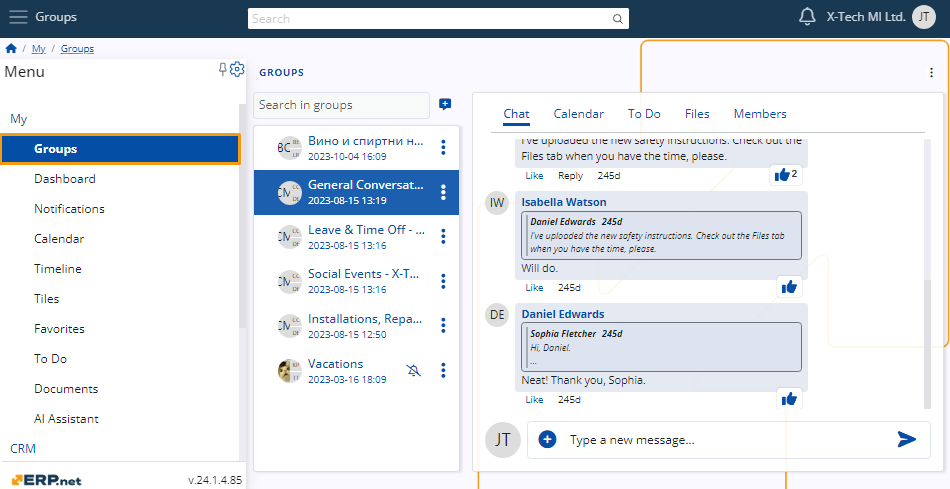 Groups
Search
X-Tech MI Ltd.
JT
/ My / Groups
Menu
My
Groups
Dashboard
Notifications
Calendar
Timeline
Tiles
Favorites
To Do
Documents
AI Assistant
CRM
ERP.net
v.24.1.4.85
GROUPS
Search in groups
Вино и спиртни н...
2023-10-04 16:09
General Conversat...
2023-08-15 13:19
Leave & Time Off - ...
2023-08-15 13:16
Social Events - X-T...
2023-08-15 13:16
Installations, Repa...
2023-08-15 12:50
Vacations
2023-03-16 18:09
Chat
Calendar
To Do
Files
Members
I've uploaded the new safety instructions. Check out the
Files tab when you have the time, please.
Like
Reply
245d
2
IW
Isabella Watson
Daniel Edwards 245d
I've uploaded the new safety instructions. Check out the Files tab
when you have the time, please.
Will do.
Like
245d
DE
Daniel Edwards
Sophia Fletcher 245d
Hi, Daniel.
...
Neat! Thank you, Sophia.
Like
245d
JT
Type a new message...